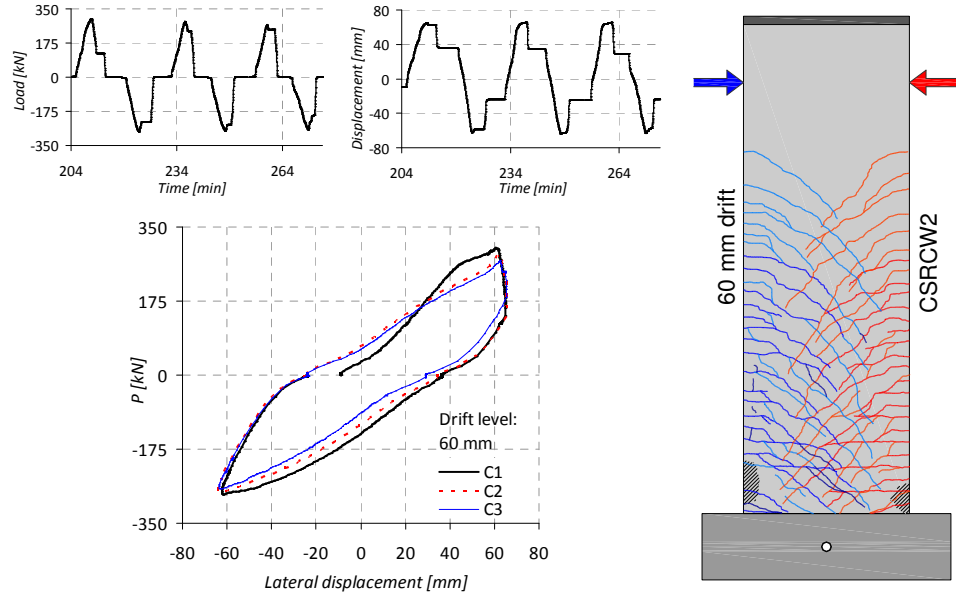 350
175
0
-175
-350
Load [kN]
204
234
264
Time [min]
80
40
0
-40
-80
Displacement [mm]
204
234
264
Time [min]
350
175
0
-175
-350
P [kN]
-80
-60
-40
-20
0
20
40
60
80
Lateral displacement [mm]
Drift level:
60 mm
C1
C2
C3
60 mm drift
CSRCW2